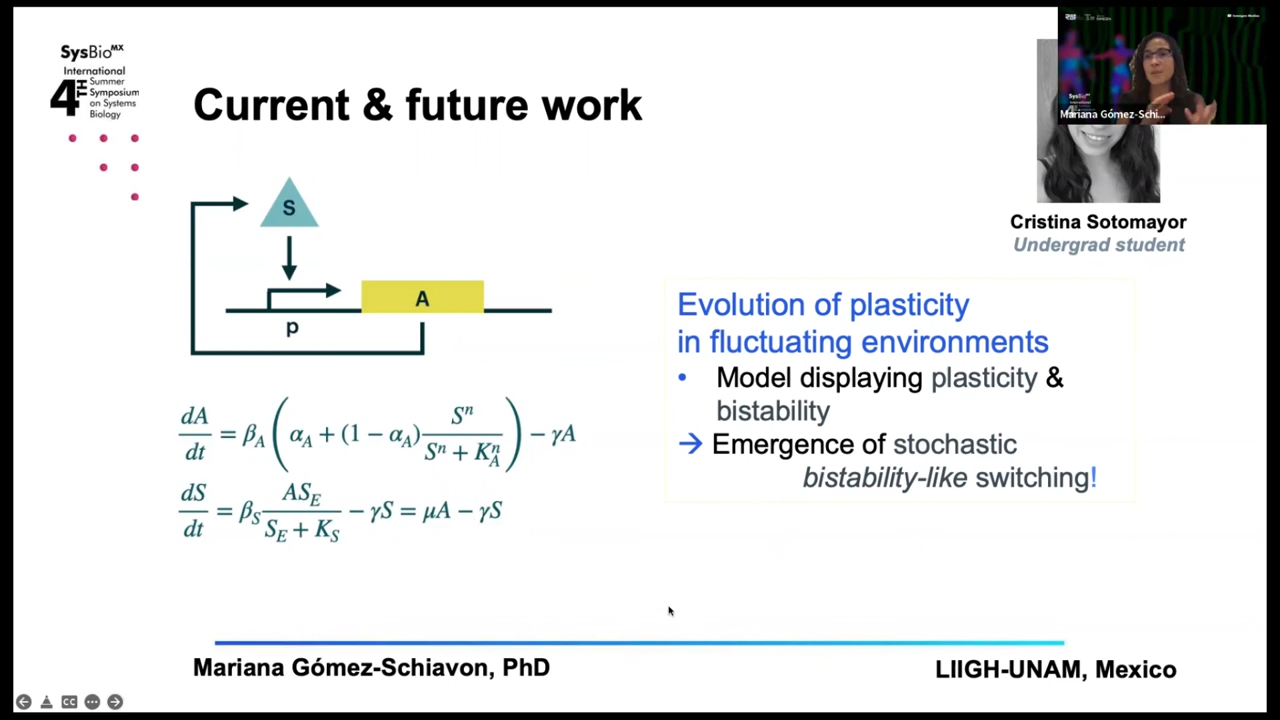 SysBioMX
International
4TH Summer
Symposium
on Systems
Biology
Current & future work
SysBio
Mariana Gómez-Schi...
Cristina Sotomayor
Undergrad student
S
A
p
Evolution of plasticity
in fluctuating environments
• Model displaying plasticity &
bistability
→ Emergence of stochastic
bistability-like switching!
dA/dt = β_A ( α_A + (1 − α_A) S^n / (S^n + K_A^n) ) − γA
dS/dt = β_S AS_E / (S_E + K_S) − γS = μA − γS
Mariana Gómez-Schiavon, PhD
LIIGH-UNAM, Mexico
CC